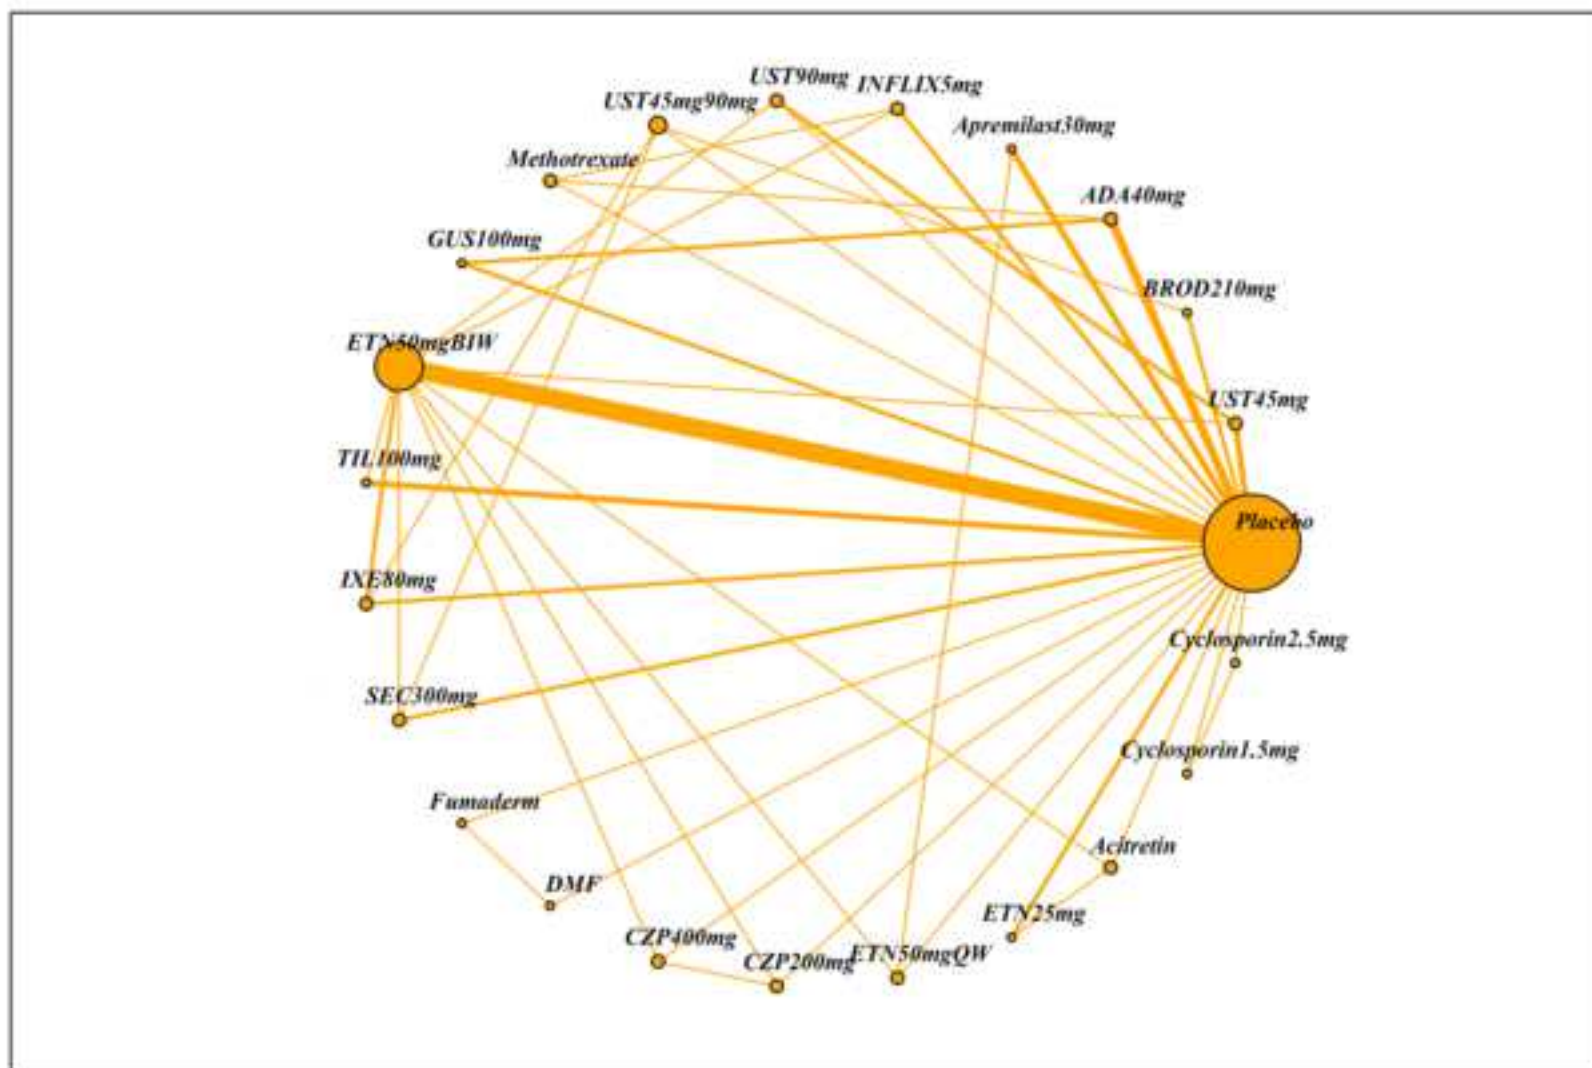 UST90mg
INFLIX5mg
UST45mg90mg
Apremilast30mg
Methotrexate
ADA40mg
GUS100mg
BROD210mg
ETN50mgBIW
UST45mg
TIL100mg
Placebo
IXE80mg
Cyclosporin2.5mg
SEC300mg
Cyclosporin1.5mg
Fumaderm
Acitretin
DMF
ETN25mg
CZP400mg
CZP200mg
ETN50mgQW